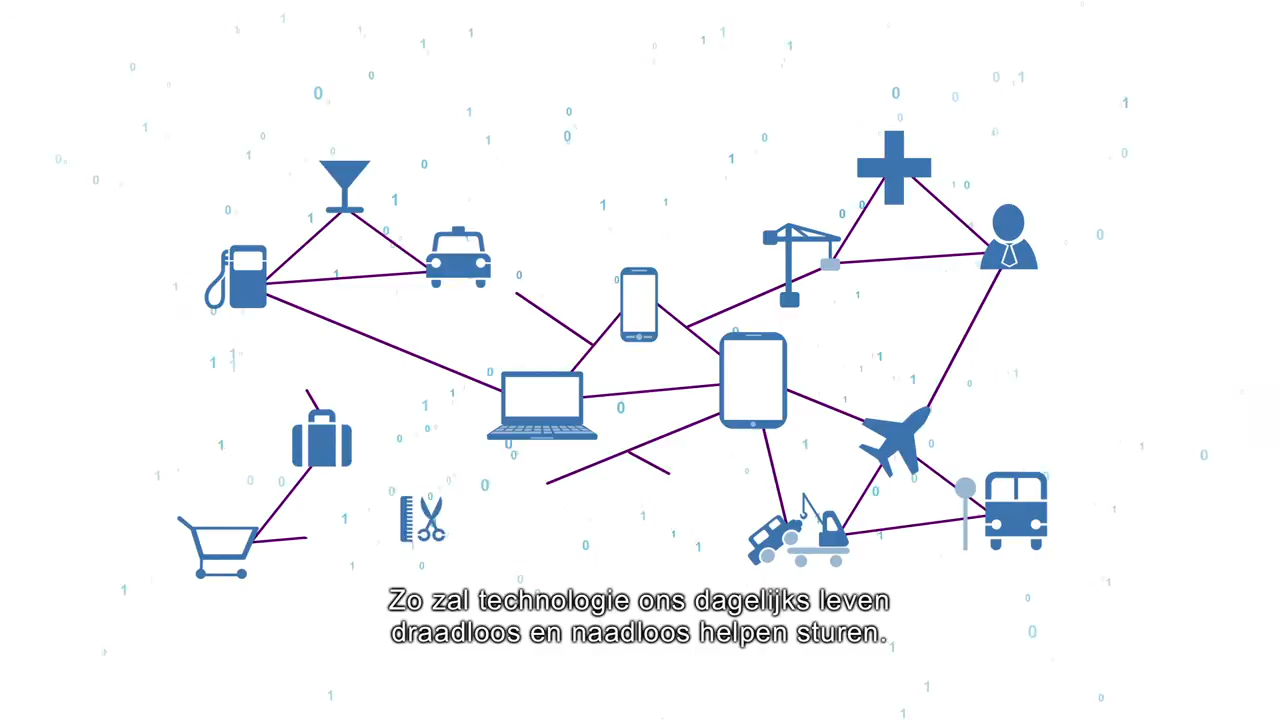 Zo zal technologie ons dagelijks leven
draadloos en naadloos helpen sturen.